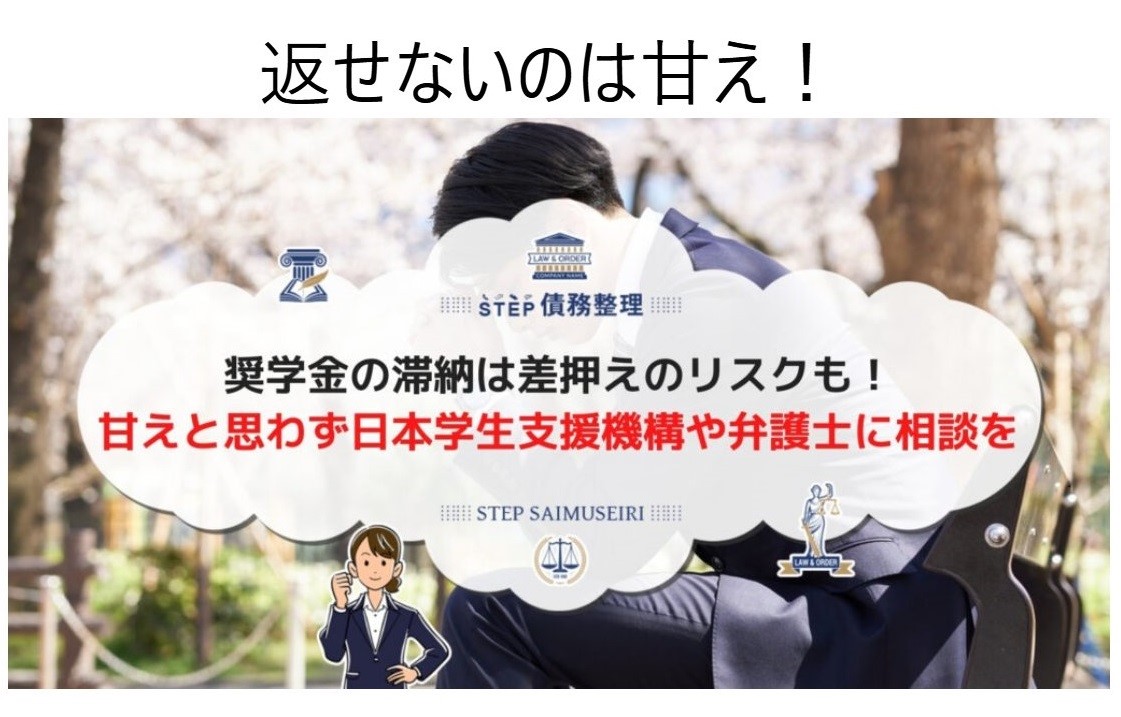 返せないのは甘え！
LAW & ORDER
COMPANY NAME
STEP 債務整理
奨学金の滞納は差押えのリスクも！
甘えと思わず日本学生支援機構や弁護士に相談を
STEP SAIMUSEIRI
LAW & ORDER